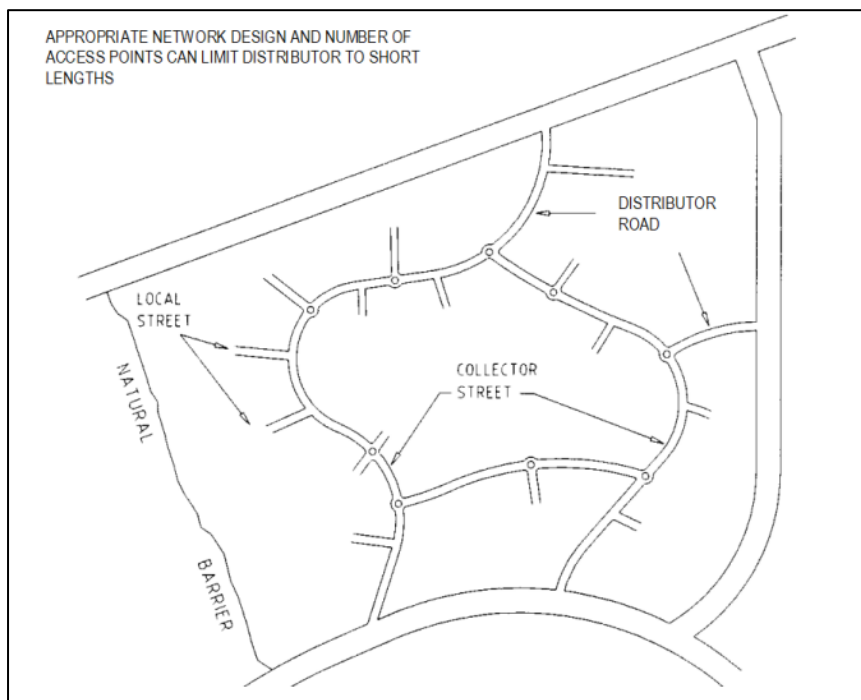 APPROPRIATE NETWORK DESIGN AND NUMBER OF
ACCESS POINTS CAN LIMIT DISTRIBUTOR TO SHORT
LENGTHS
DISTRIBUTOR
ROAD
LOCAL
STREET
COLLECTOR
STREET
NATURAL
BARRIER